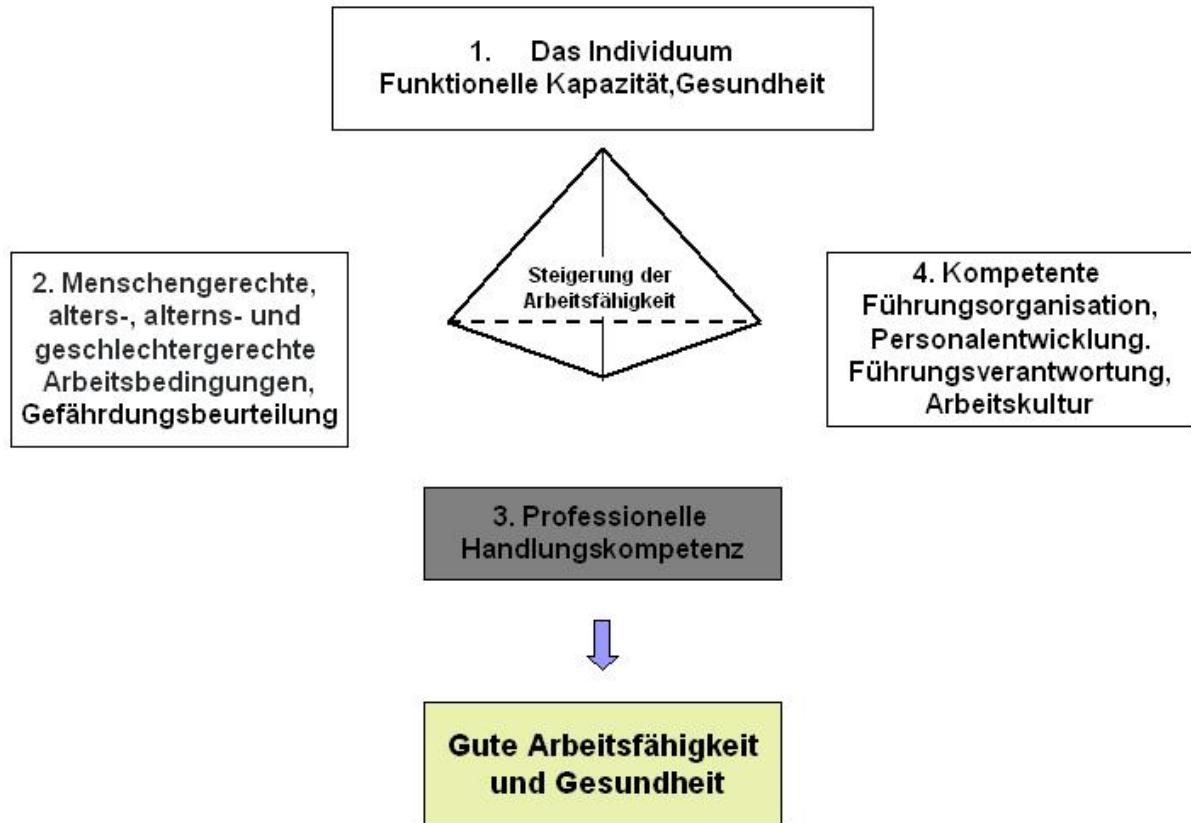 1. Das Individuum
Funktionelle Kapazität,Gesundheit
Steigerung der
Arbeitsfähigkeit
2. Menschengerechte,
alters-, alterns- und
geschlechtergerechte
Arbeitsbedingungen,
Gefährdungsbeurteilung
4. Kompetente
Führungsorganisation,
Personalentwicklung.
Führungsverantwortung,
Arbeitskultur
3. Professionelle
Handlungskompetenz
Gute Arbeitsfähigkeit
und Gesundheit